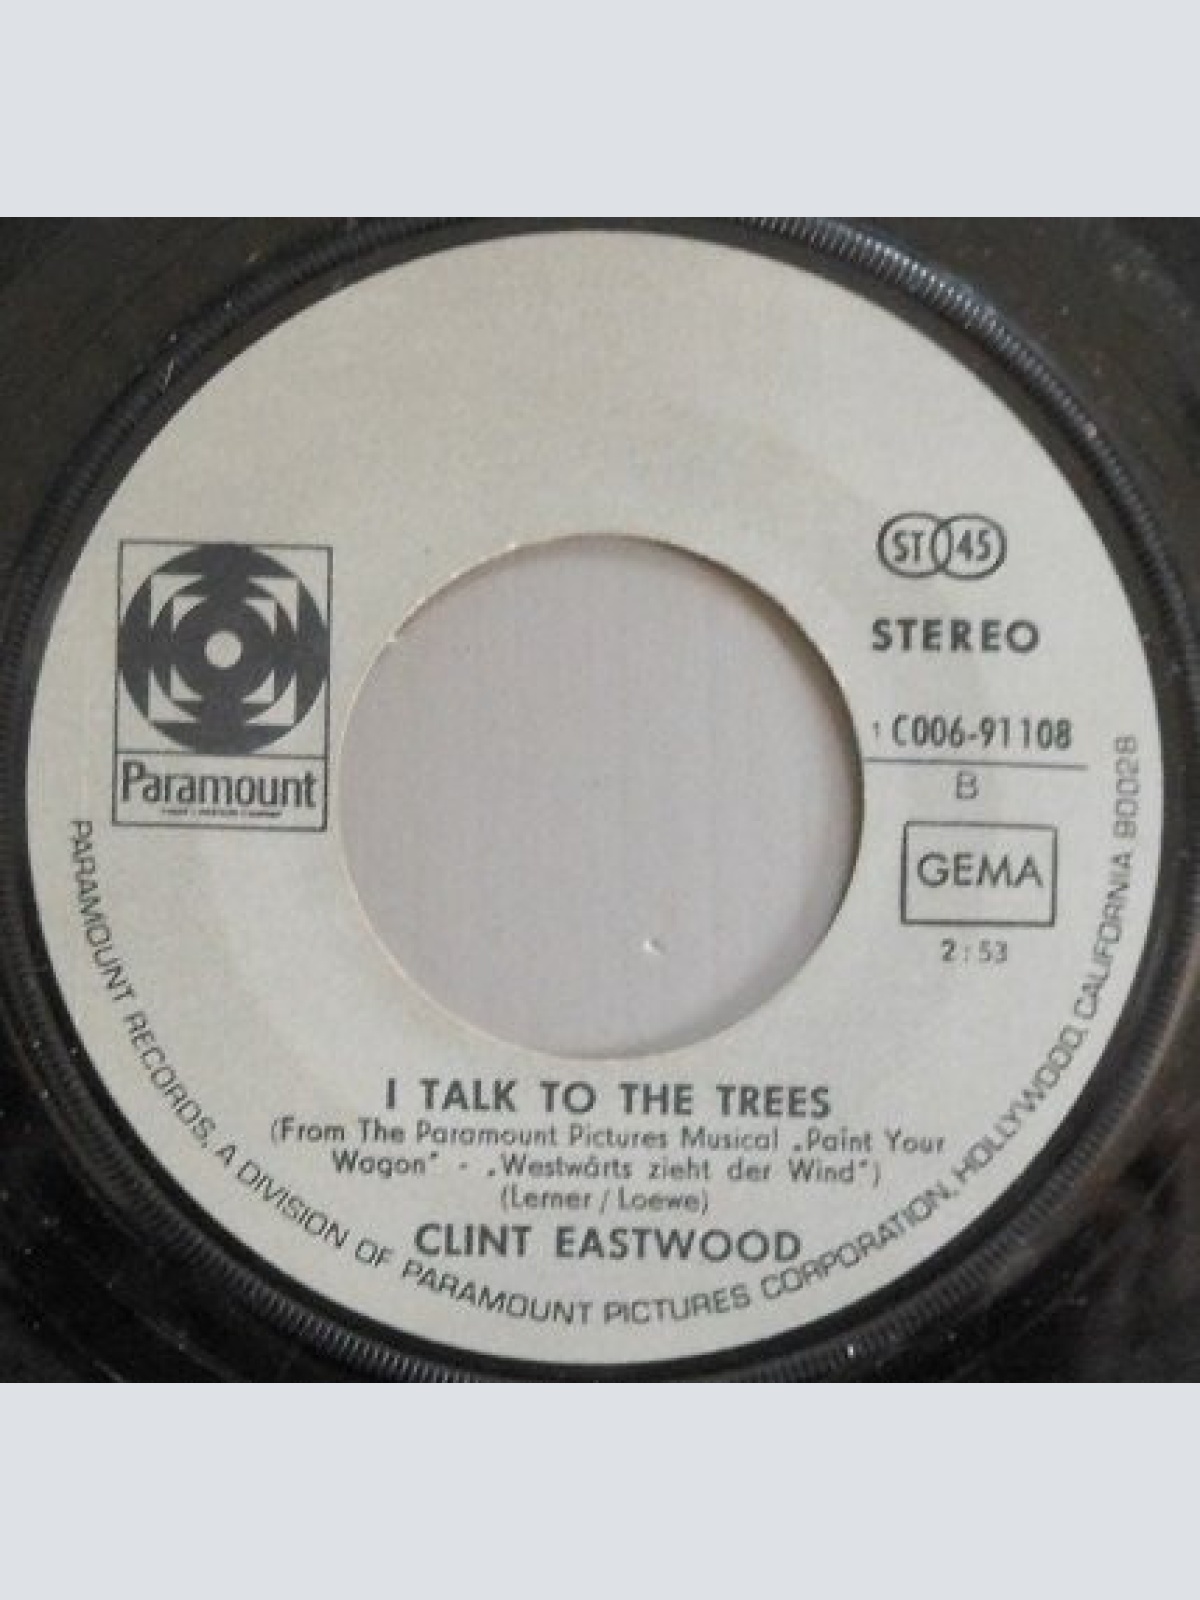 ST 45
STEREO
1 C006-91108
B
GEMA
2:53
Paramount
I TALK TO THE TREES
(From The Paramount Pictures Musical „Paint Your
Wagon“ - „Westwärts zieht der Wind“)
(Lerner / Loewe)
CLINT EASTWOOD
PARAMOUNT RECORDS, A DIVISION OF PARAMOUNT PICTURES CORPORATION, HOLLYWOOD, CALIFORNIA 90028